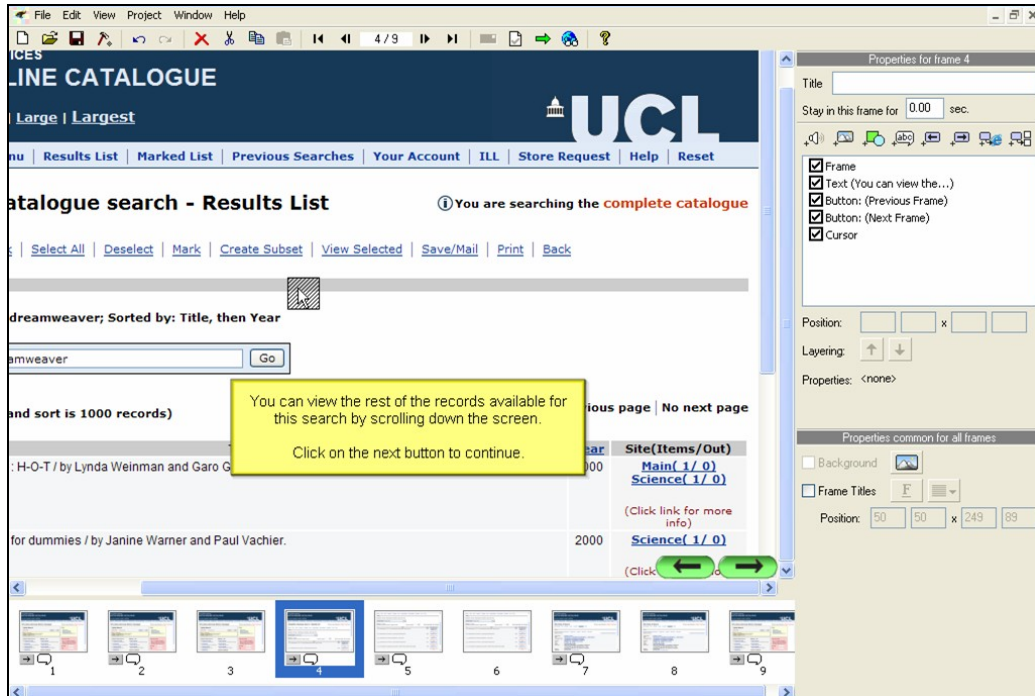 File Edit View Project Window Help
4 / 9
ICES
LINE CATALOGUE
| Large | Largest
UCL
nu | Results List | Marked List | Previous Searches | Your Account | ILL | Store Request | Help | Reset
atalogue search - Results List
You are searching the complete catalogue
| Select All | Deselect | Mark | Create Subset | View Selected | Save/Mail | Print | Back
dreamweaver; Sorted by: Title, then Year
amweaver Go
and sort is 1000 records)
ious page | No next page
You can view the rest of the records available for
this search by scrolling down the screen.
Click on the next button to continue.
ear Site(Items/Out)
: H-O-T / by Lynda Weinman and Garo G
000 Main( 1/ 0)
Science( 1/ 0)
(Click link for more
info)
for dummies / by Janine Warner and Paul Vachier.
2000 Science( 1/ 0)
(Click
1 2 3 4 5 6 7 8 9
Properties for frame 4
Title
Stay in this frame for 0.00 sec.
Frame
Text (You can view the...)
Button: (Previous Frame)
Button: (Next Frame)
Cursor
Position: x
Layering:
Properties: <none>
Properties common for all frames
Background
Frame Titles F
Position: 50 50 x 249 89